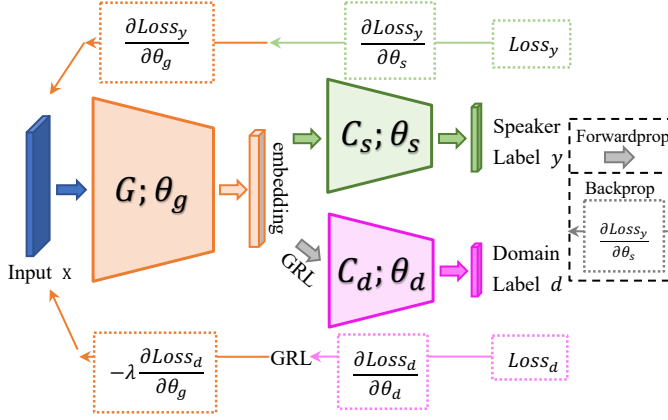 ∂Loss_y
∂θ_g
∂Loss_y
∂θ_s
Loss_y
G; θ_g
embedding
C_s; θ_s
Speaker
Label y
Forwardprop
Backprop
∂Loss_y
∂θ_s
Input x
GRL
C_d; θ_d
Domain
Label d
−λ ∂Loss_d
∂θ_g
GRL
∂Loss_d
∂θ_d
Loss_d